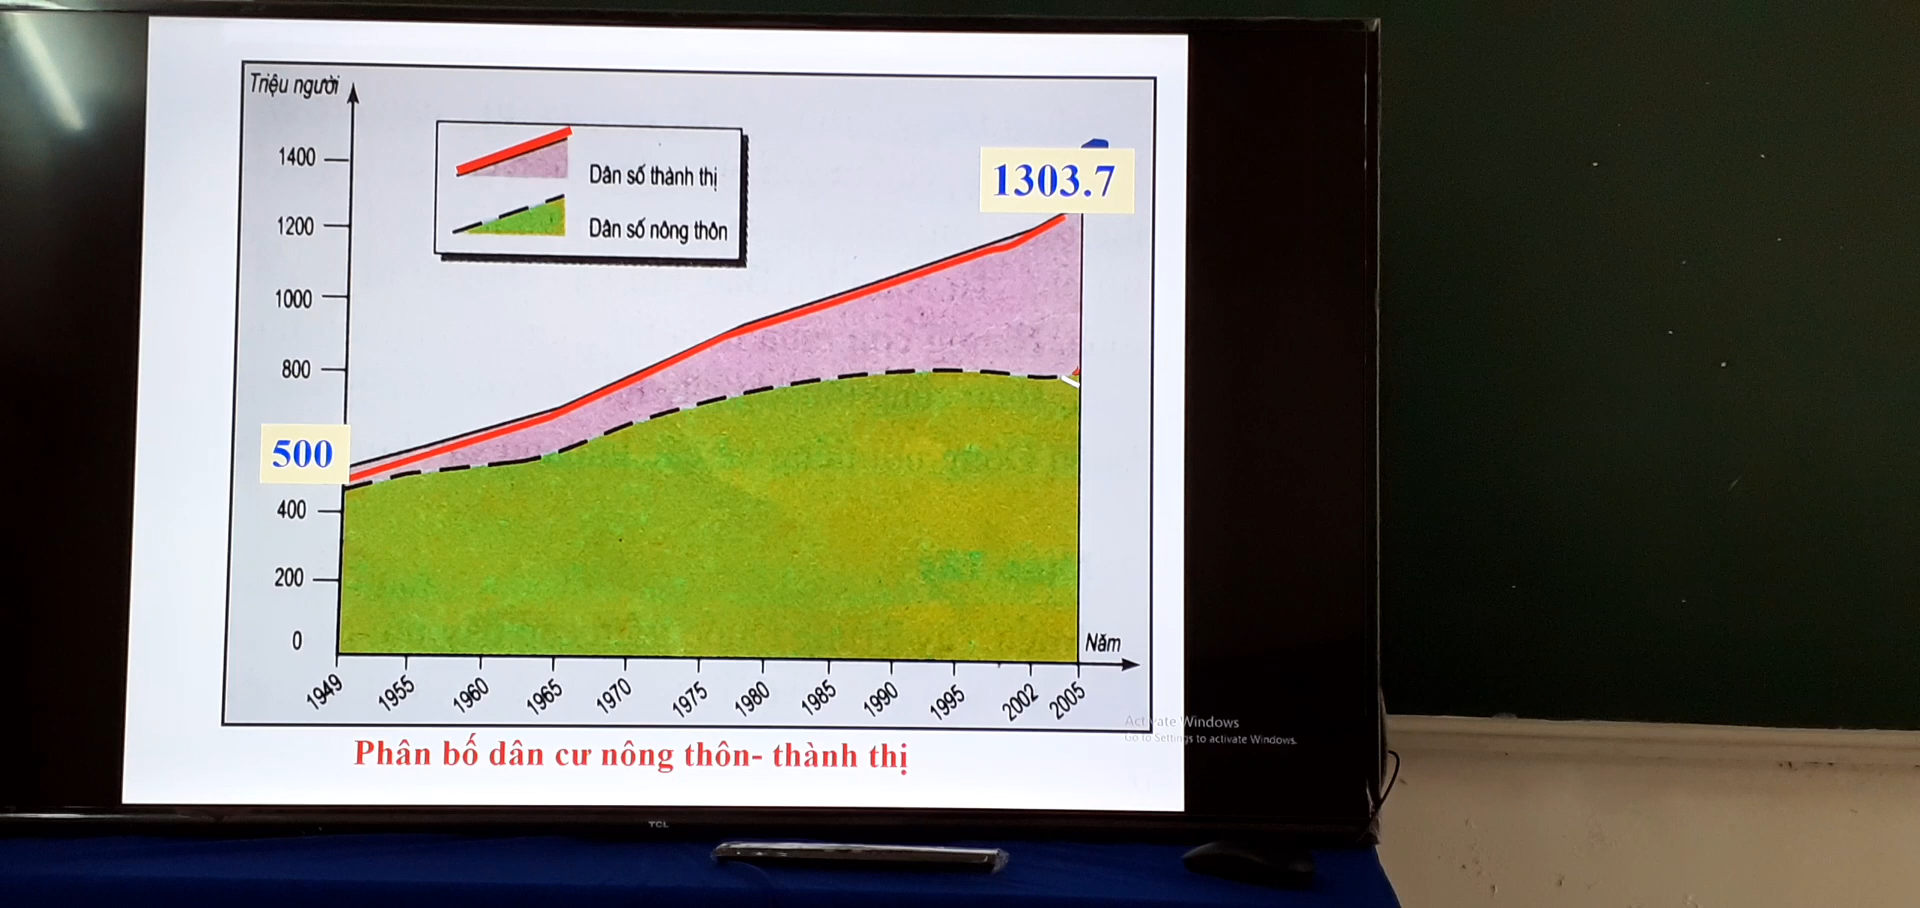 Triệu người
1400
1200
1000
800
500
400
200
0
Dân số thành thị
Dân số nông thôn
1303.7
Năm
1949
1955
1960
1965
1970
1975
1980
1985
1990
1995
2002
2005
Phân bố dân cư nông thôn- thành thị
Activate Windows
Go to Settings to activate Windows.
TCL